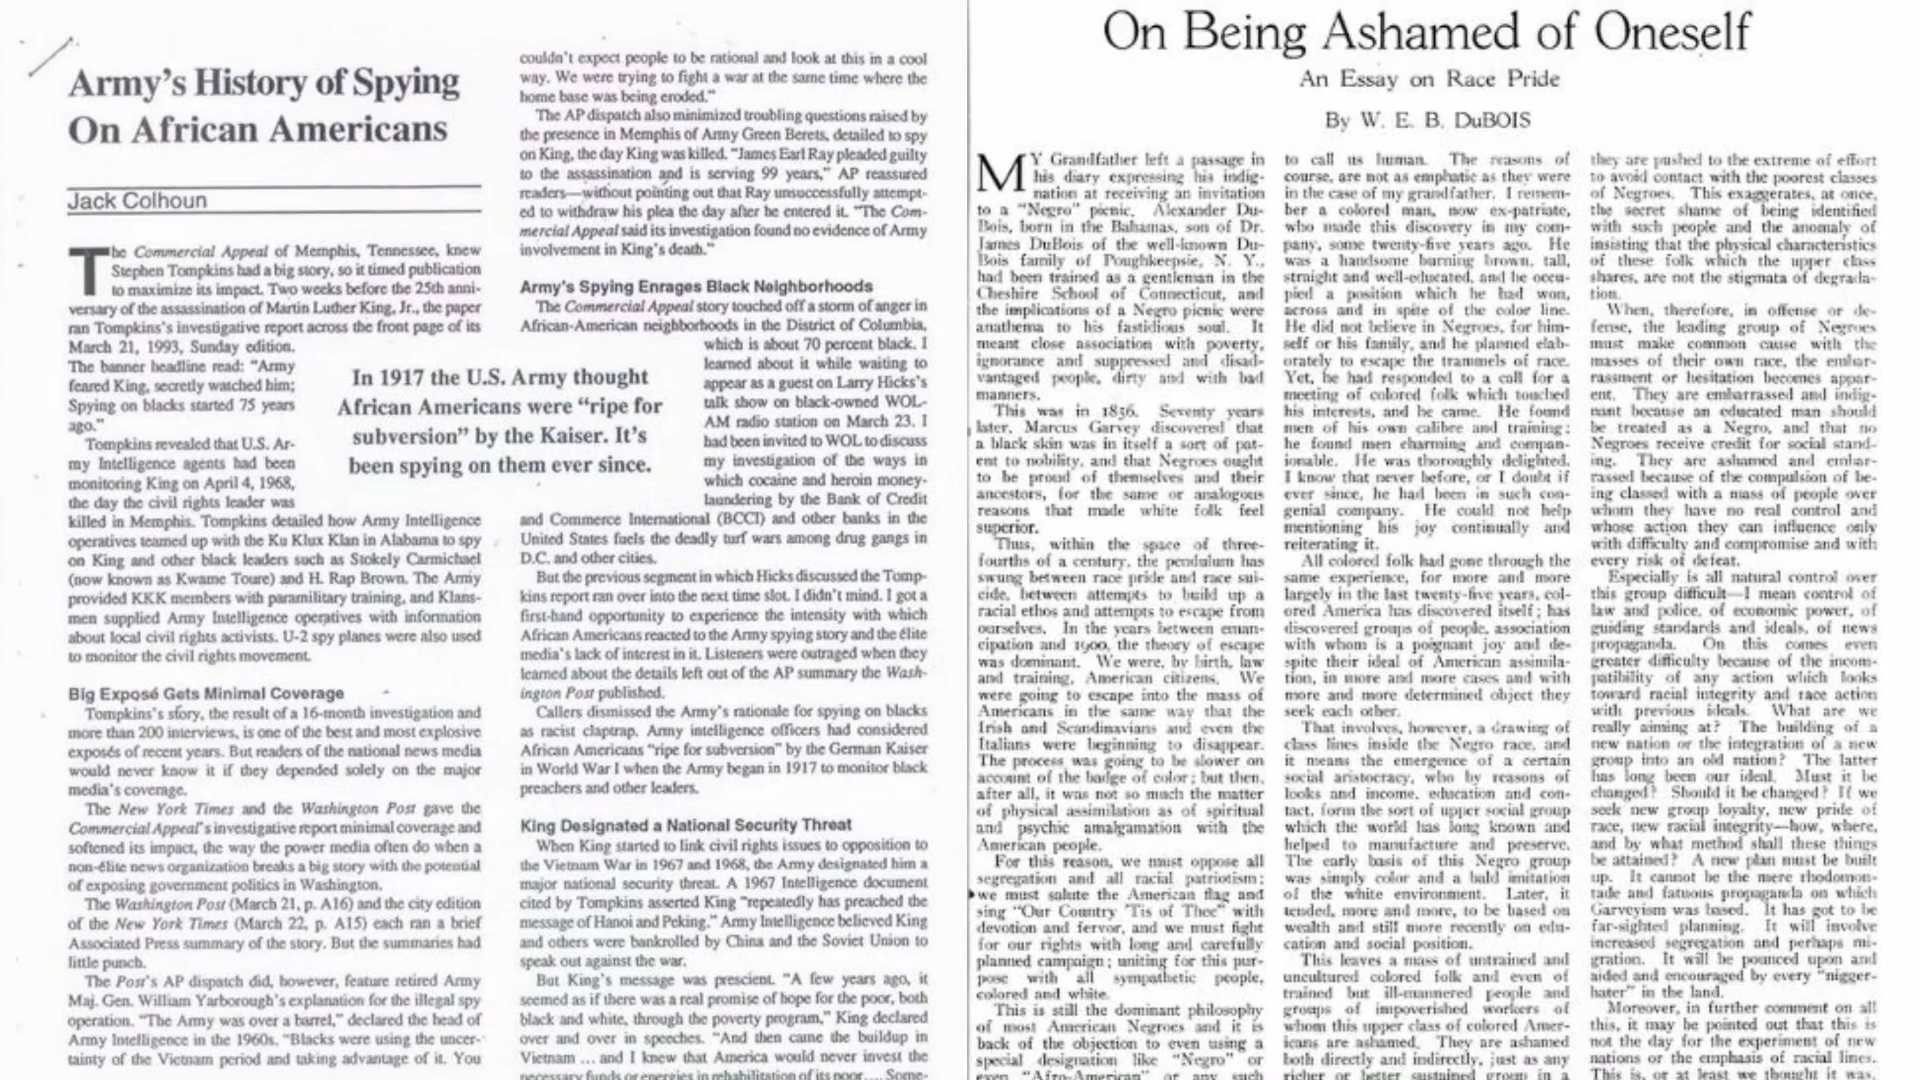 Army's History of Spying
On African Americans
Jack Colhoun
The Commercial Appeal of Memphis, Tennessee, knew
Stephen Tompkins had a big story, so it timed publication
to maximize its impact. Two weeks before the 25th anni-
versary of the assassination of Martin Luther King, Jr., the paper
ran Tompkins's investigative report across the front page of its
March 21, 1993, Sunday edition.
The banner headline read: "Army
feared King, secretly watched him;
Spying on blacks started 75 years
ago."
Tompkins revealed that U.S. Ar-
my Intelligence agents had been
monitoring King on April 4, 1968,
the day the civil rights leader was
killed in Memphis. Tompkins detailed how Army Intelligence
operatives teamed up with the Ku Klux Klan in Alabama to spy
on King and other black leaders such as Stokely Carmichael
(now known as Kwame Toure) and H. Rap Brown. The Army
provided KKK members with paramilitary training, and Klans-
men supplied Army Intelligence operatives with information
about local civil rights activists. U-2 spy planes were also used
to monitor the civil rights movement.
Big Exposé Gets Minimal Coverage
Tompkins's story, the result of a 16-month investigation and
more than 200 interviews, is one of the best and most explosive
exposés of recent years. But readers of the national news media
would never know it if they depended solely on the major
media's coverage.
The New York Times and the Washington Post gave the
Commercial Appeal's investigative report minimal coverage and
softened its impact, the way the power media often do when a
non-élite news organization breaks a big story with the potential
of exposing government politics in Washington.
The Washington Post (March 21, p. A16) and the city edition
of the New York Times (March 22, p. A15) each ran a brief
Associated Press summary of the story. But the summaries had
little punch.
The Post's AP dispatch did, however, feature retired Army
Maj. Gen. William Yarborough's explanation for the illegal spy
operation. "The Army was over a barrel," declared the head of
Army Intelligence in the 1960s. "Blacks were using the uncer-
tainty of the Vietnam period and taking advantage of it. You
In 1917 the U.S. Army thought
African Americans were "ripe for
subversion" by the Kaiser. It's
been spying on them ever since.
couldn't expect people to be rational and look at this in a cool
way. We were trying to fight a war at the same time where the
home base was being eroded."
The AP dispatch also minimized troubling questions raised by
the presence in Memphis of Army Green Berets, detailed to spy
on King, the day King was killed. "James Earl Ray pleaded guilty
to the assassination and is serving 99 years," AP reassured
readers—without pointing out that Ray unsuccessfully attempt-
ed to withdraw his plea the day after he entered it. "The Com-
mercial Appeal said its investigation found no evidence of Army
involvement in King's death."
Army's Spying Enrages Black Neighborhoods
The Commercial Appeal story touched off a storm of anger in
African-American neighborhoods in the District of Columbia,
which is about 70 percent black. I
learned about it while waiting to
appear as a guest on Larry Hicks's
talk show on black-owned WOL-
AM radio station on March 23. I
had been invited to WOL to discuss
my investigation of the ways in
which cocaine and heroin money-
laundering by the Bank of Credit
and Commerce International (BCCI) and other banks in the
United States fuels the deadly turf wars among drug gangs in
D.C. and other cities.
But the previous segment in which Hicks discussed the Tomp-
kins report ran over into the next time slot. I didn't mind. I got a
first-hand opportunity to experience the intensity with which
African Americans reacted to the Army spying story and the élite
media's lack of interest in it. Listeners were outraged when they
learned about the details left out of the AP summary the Wash-
ington Post published.
Callers dismissed the Army's rationale for spying on blacks
as racist claptrap. Army intelligence officers had considered
African Americans "ripe for subversion" by the German Kaiser
in World War I when the Army began in 1917 to monitor black
preachers and other leaders.
King Designated a National Security Threat
When King started to link civil rights issues to opposition to
the Vietnam War in 1967 and 1968, the Army designated him a
major national security threat. A 1967 Intelligence document
cited by Tompkins asserted King "repeatedly has preached the
message of Hanoi and Peking." Army Intelligence believed King
and others were bankrolled by China and the Soviet Union to
speak out against the war.
But King's message was prescient. "A few years ago, it
seemed as if there was a real promise of hope for the poor, both
black and white, through the poverty program," King declared
over and over in speeches. "And then came the buildup in
Vietnam ... and I knew that America would never invest the
necessary funds or energies in rehabilitation of its poor.... Some-
On Being Ashamed of Oneself
An Essay on Race Pride
By W. E. B. DuBOIS
MY Grandfather left a passage in
his diary expressing his indig-
nation at receiving an invitation
to a "Negro" picnic. Alexander Du-
Bois, born in the Bahamas, son of Dr.
James DuBois of the well-known Du-
Bois family of Poughkeepsie, N. Y.,
had been trained as a gentleman in the
Cheshire School of Connecticut, and
the implications of a Negro picnic were
anathema to his fastidious soul. It
meant close association with poverty,
ignorance and suppressed and disad-
vantaged people, dirty and with bad
manners.
This was in 1856. Seventy years
later, Marcus Garvey discovered that
a black skin was in itself a sort of pat-
ent to nobility, and that Negroes ought
to be proud of themselves and their
ancestors, for the same or analogous
reasons that made white folk feel
superior.
Thus, within the space of three-
fourths of a century, the pendulum has
swung between race pride and race sui-
cide, between attempts to build up a
racial ethos and attempts to escape from
ourselves. In the years between eman-
cipation and 1900, the theory of escape
was dominant. We were, by birth, law
and training, American citizens. We
were going to escape into the mass of
Americans in the same way that the
Irish and Scandinavians and even the
Italians were beginning to disappear.
The process was going to be slower on
account of the badge of color; but then,
after all, it was not so much the matter
of physical assimilation as of spiritual
and psychic amalgamation with the
American people.
For this reason, we must oppose all
segregation and all racial patriotism;
we must salute the American flag and
sing "Our Country 'Tis of Thee" with
devotion and fervor, and we must fight
for our rights with long and carefully
planned campaign; uniting for this pur-
pose with all sympathetic people,
colored and white.
This is still the dominant philosophy
of most American Negroes and it is
back of the objection to even using a
special designation like "Negro" or
even "Afro-American" or any such
to call us human. The reasons of
course, are not as emphatic as they were
in the case of my grandfather. I remem-
ber a colored man, now ex-patriate,
who made this discovery in my com-
pany, some twenty-five years ago. He
was a handsome burning brown, tall,
straight and well-educated, and he occu-
pied a position which he had won,
across and in spite of the color line.
He did not believe in Negroes, for him-
self or his family, and he planned elab-
orately to escape the trammels of race.
Yet, he had responded to a call for a
meeting of colored folk which touched
his interests, and he came. He found
men of his own calibre and training;
he found men charming and compan-
ionable. He was thoroughly delighted.
I know that never before, or I doubt if
ever since, he had been in such con-
genial company. He could not help
mentioning his joy continually and
reiterating it.
All colored folk had gone through the
same experience, for more and more
largely in the last twenty-five years, col-
ored America has discovered itself; has
discovered groups of people, association
with whom is a poignant joy and de-
spite their ideal of American assimila-
tion, in more and more cases and with
more and more determined object they
seek each other.
That involves, however, a drawing of
class lines inside the Negro race, and
it means the emergence of a certain
social aristocracy, who by reasons of
looks and income, education and con-
tact, form the sort of upper social group
which the world has long known and
helped to manufacture and preserve.
The early basis of this Negro group
was simply color and a bald imitation
of the white environment. Later, it
tended, more and more, to be based on
wealth and still more recently on edu-
cation and social position.
This leaves a mass of untrained and
uncultured colored folk and even of
trained but ill-mannered people and
groups of impoverished workers of
whom this upper class of colored Amer-
icans are ashamed. They are ashamed
both directly and indirectly, just as any
richer or better sustained group in a
they are pushed to the extreme of effort
to avoid contact with the poorest classes
of Negroes. This exaggerates, at once,
the secret shame of being identified
with such people and the anomaly of
insisting that the physical characteristics
of these folk which the upper class
shares, are not the stigmata of degrada-
tion.
When, therefore, in offense or de-
fense, the leading group of Negroes
must make common cause with the
masses of their own race, the embar-
rassment or hesitation becomes appar-
ent. They are embarrassed and indig-
nant because an educated man should
be treated as a Negro, and that no
Negroes receive credit for social stand-
ing. They are ashamed and embar-
rassed because of the compulsion of be-
ing classed with a mass of people over
whom they have no real control and
whose action they can influence only
with difficulty and compromise and with
every risk of defeat.
Especially is all natural control over
this group difficult—I mean control of
law and police, of economic power, of
guiding standards and ideals, of news
propaganda. On this comes even
greater difficulty because of the incom-
patibility of any action which looks
toward racial integrity and race action
with previous ideals. What are we
really aiming at? The building of a
new nation or the integration of a new
group into an old nation? The latter
has long been our ideal. Must it be
changed? Should it be changed? If we
seek new group loyalty, new pride of
race, new racial integrity—how, where,
and by what method shall these things
be attained? A new plan must be built
up. It cannot be the mere rhodomon-
tade and fatuous propaganda on which
Garveyism was based. It has got to be
far-sighted planning. It will involve
increased segregation and perhaps mi-
gration. It will be pounced upon and
aided and encouraged by every "nigger-
hater" in the land.
Moreover, in further comment on all
this, it may be pointed out that this is
not the day for the experiment of new
nations or the emphasis of racial lines.
This is, or at least we thought it was,